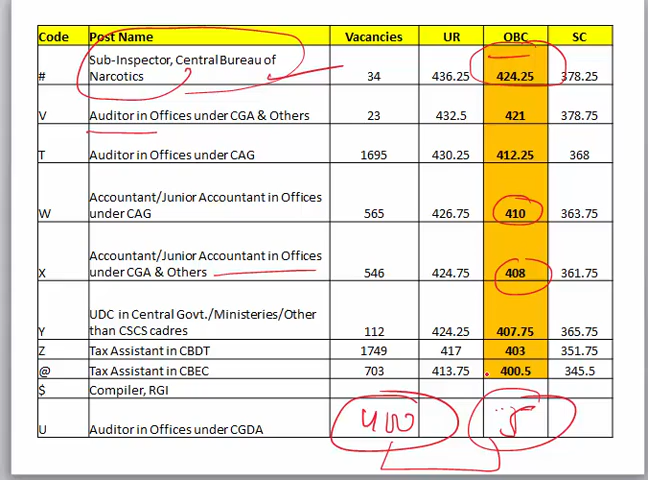 Code Post Name Vacancies UR OBC SC
Sub-Inspector, Central Bureau of
# Narcotics 34 436.25 424.25 378.25
V Auditor in Offices under CGA & Others 23 432.5 421 378.75
T Auditor in Offices under CAG 1695 430.25 412.25 368
Accountant/Junior Accountant in Offices
W under CAG 565 426.75 410 363.75
Accountant/Junior Accountant in Offices
X under CGA & Others 546 424.75 408 361.75
UDC in Central Govt./Ministeries/Other
Y than CSCS cadres 112 424.25 407.75 365.75
Z Tax Assistant in CBDT 1749 417 403 351.75
@ Tax Assistant in CBEC 703 413.75 400.5 345.5
$ Compiler, RGI
U Auditor in Offices under CGDA 400